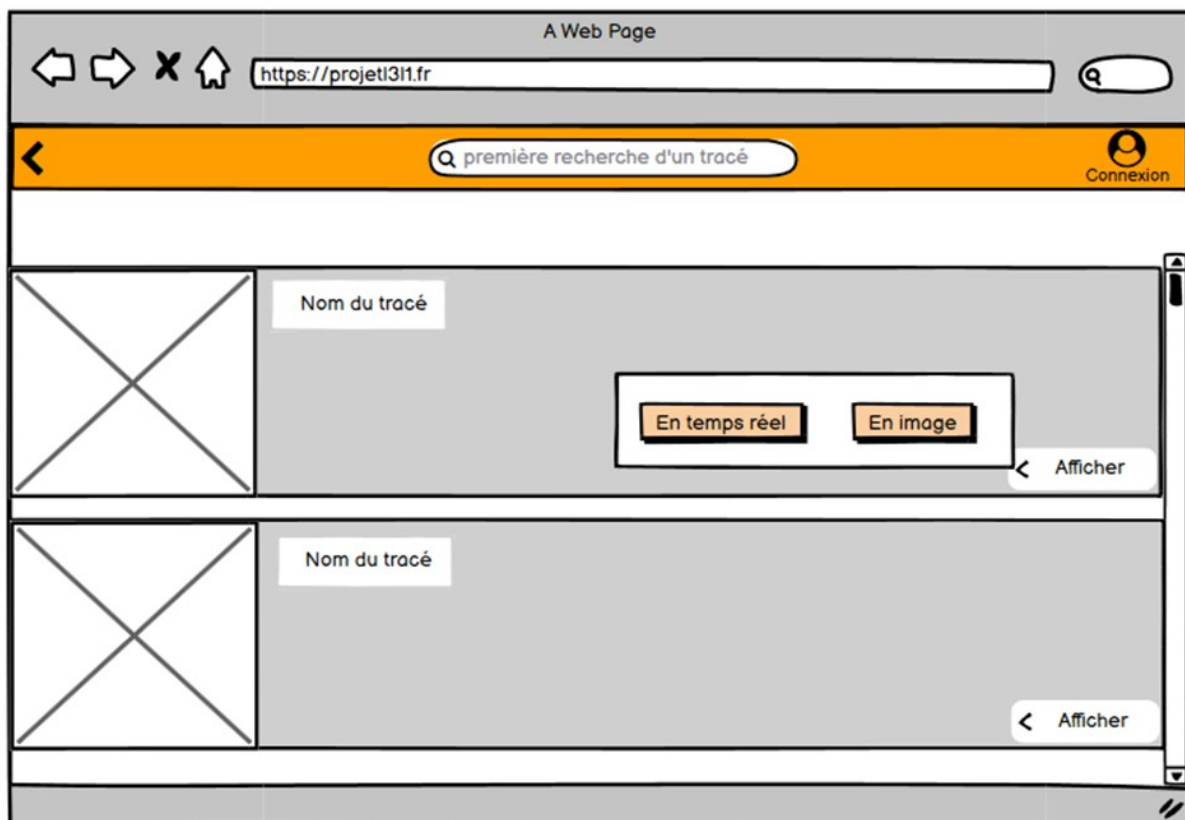 A Web Page
https://projetl3l1.fr
première recherche d'un tracé
Connexion
Nom du tracé
En temps réel
En image
Afficher
Nom du tracé
Afficher